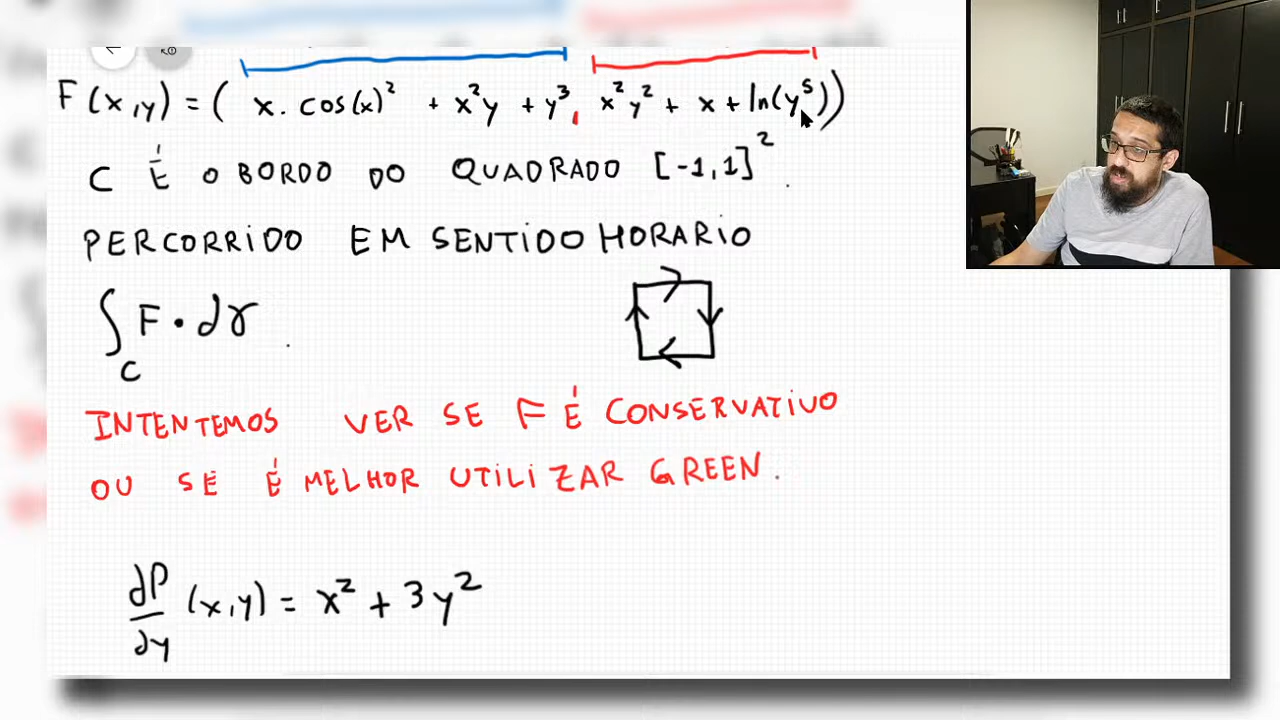 F(x,y) = ( x. cos(x)² + x²y + y³, x²y² + x + ln(y⁵))
C É O BORDO DO QUADRADO [-1,1]².
PERCORRIDO EM SENTIDO HORARIO
∫_C F · dγ.
INTENTEMOS VER SE F É CONSERVATIVO
OU SE É MELHOR UTILIZAR GREEN.
∂P/∂y (x,y) = x² + 3y²